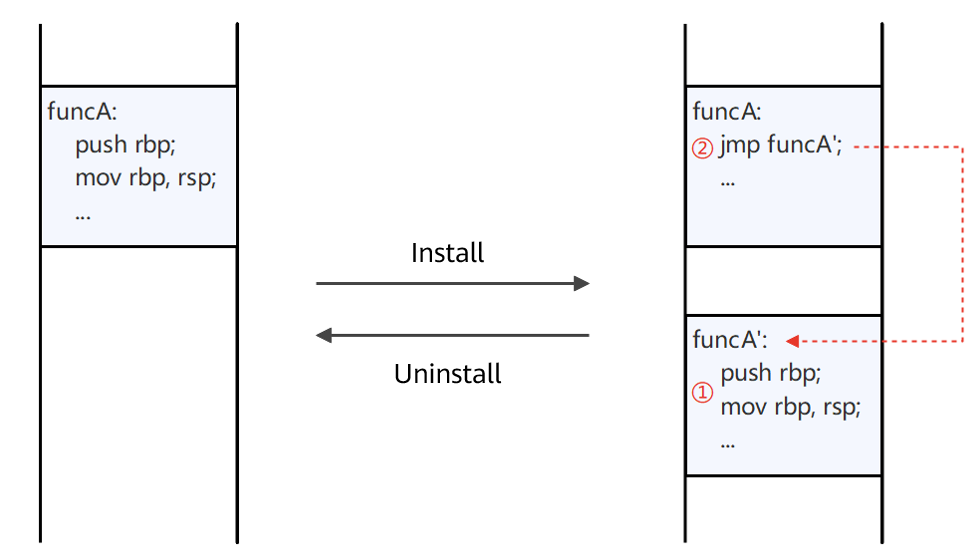 funcA:
push rbp;
mov rbp, rsp;
...
Install
Uninstall
funcA:
② jmp funcA';
...
funcA':
push rbp;
① mov rbp, rsp;
...